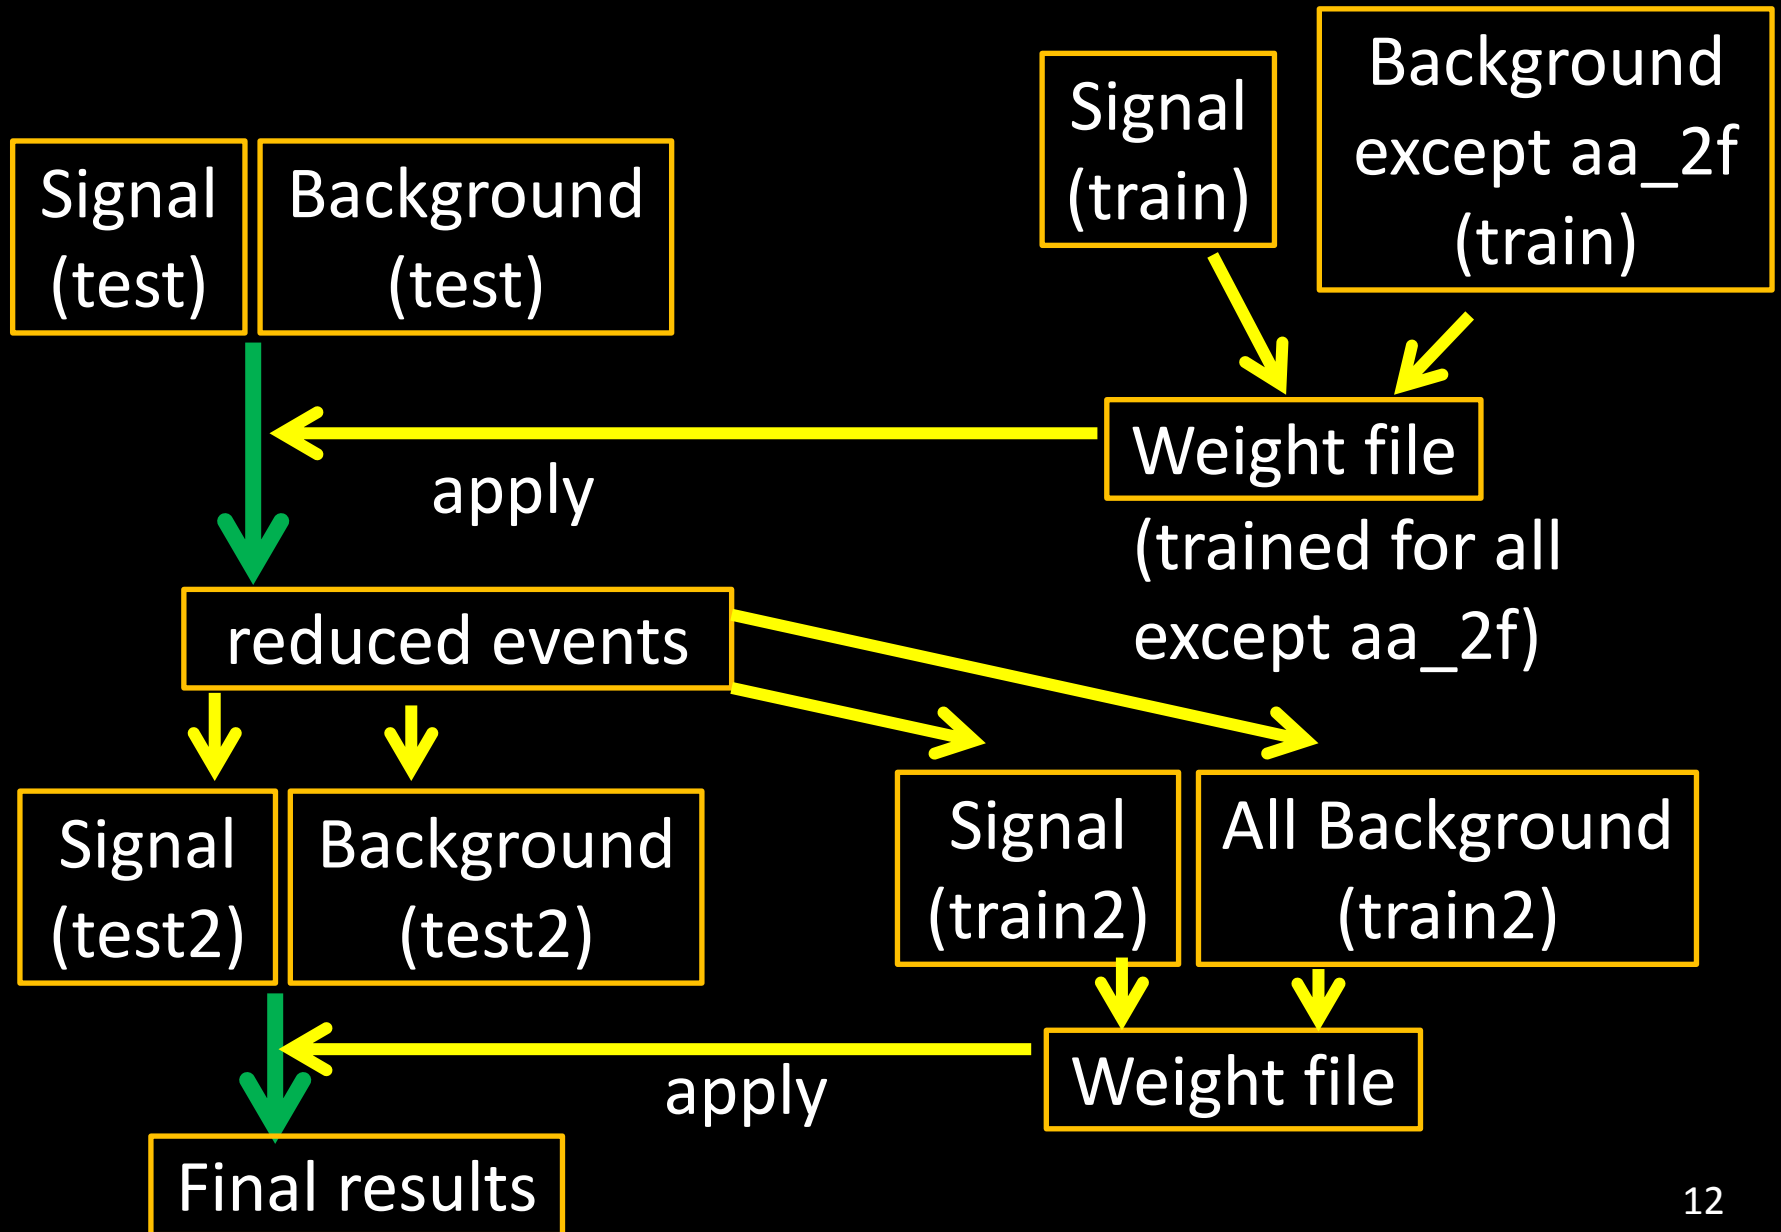 Signal
(train)
Background
except aa_2f
(train)
Signal
(test)
Background
(test)
apply
Weight file
(trained for all
except aa_2f)
reduced events
Signal
(test2)
Background
(test2)
Signal
(train2)
All Background
(train2)
apply
Weight file
Final results
12